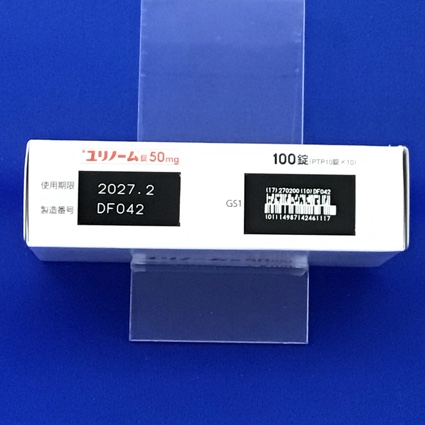 ユリノーム錠50mg
100錠(PTP10錠×10)
使用期限 2027.2
製造番号 DF042
GS1
(17)270200(10)DF042
(01)14987142461117